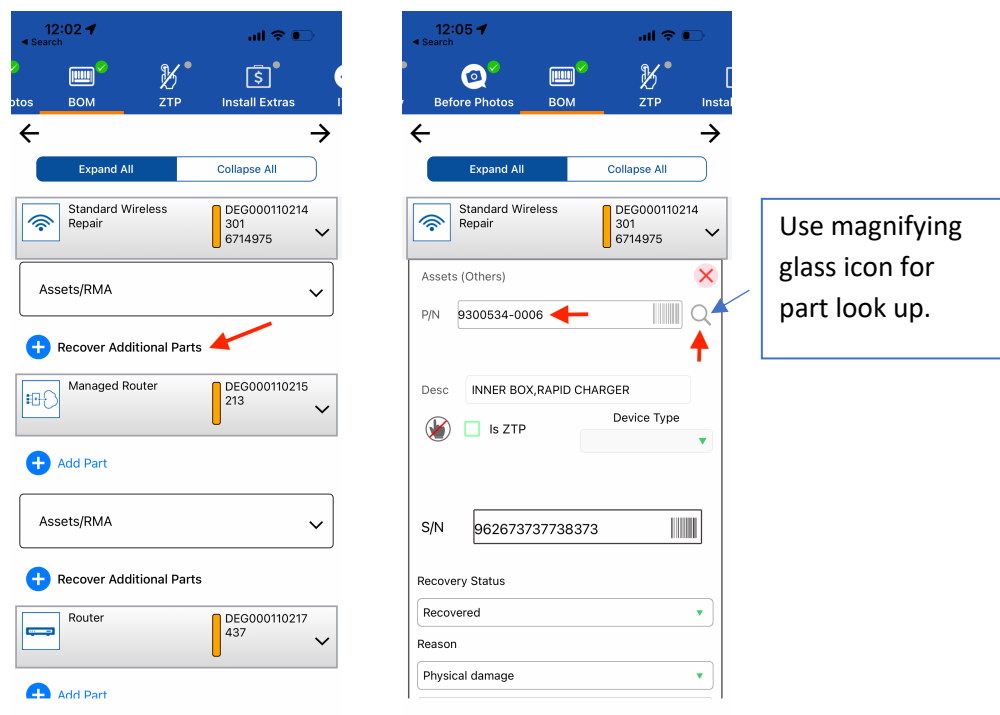 12:02
◄ Search
otos
BOM
ZTP
Install Extras
Expand All
Collapse All
Standard Wireless
Repair
DEG000110214
301
6714975
Assets/RMA
Recover Additional Parts
Managed Router
DEG000110215
213
Add Part
Assets/RMA
Recover Additional Parts
Router
DEG000110217
437
Add Part
12:05
◄ Search
Before Photos
BOM
ZTP
Instal
Expand All
Collapse All
Standard Wireless
Repair
DEG000110214
301
6714975
Assets (Others)
P/N
9300534-0006
Desc
INNER BOX,RAPID CHARGER
Is ZTP
Device Type
S/N
962673737738373
Recovery Status
Recovered
Reason
Physical damage
Use magnifying
glass icon for
part look up.